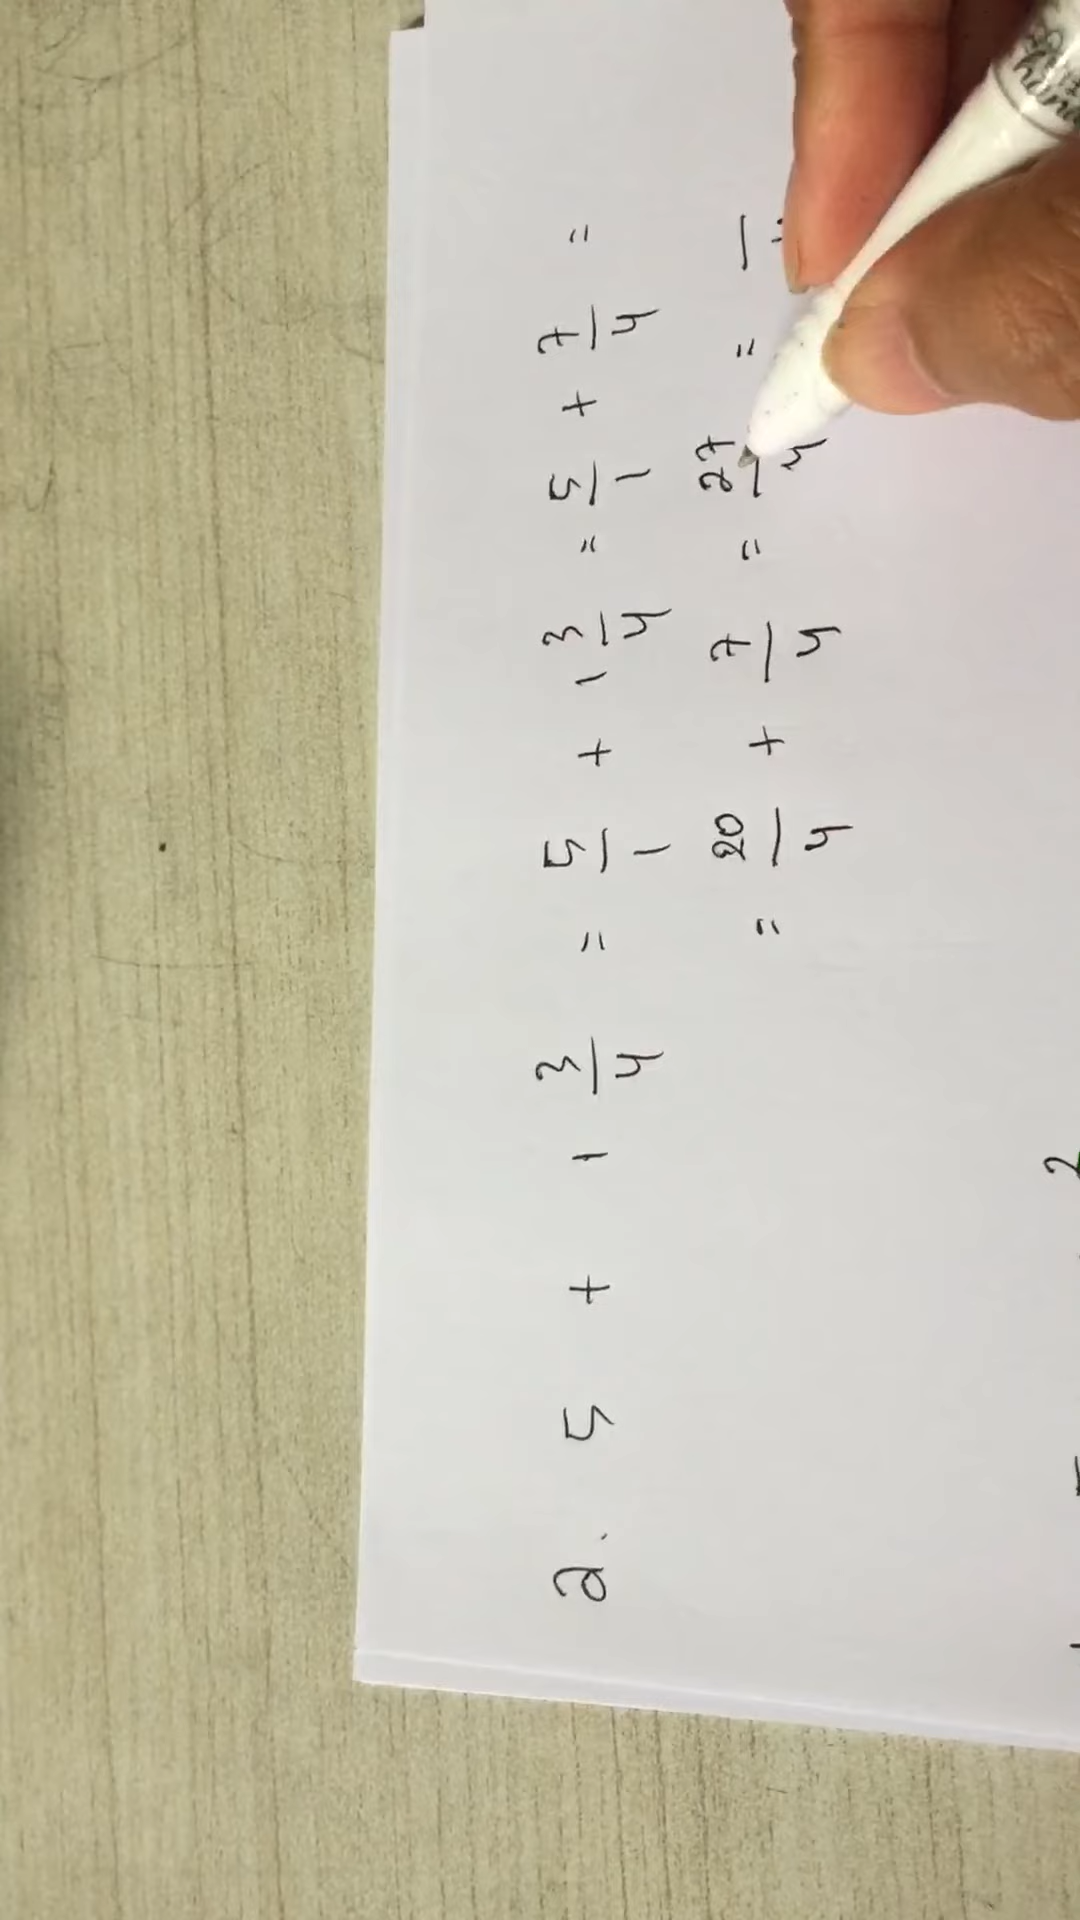 a. 5 + 1 3/4 = 5/1 + 1 3/4 = 5/1 + 7/4 =
= 20/4 + 7/4 = 27/4 =
2